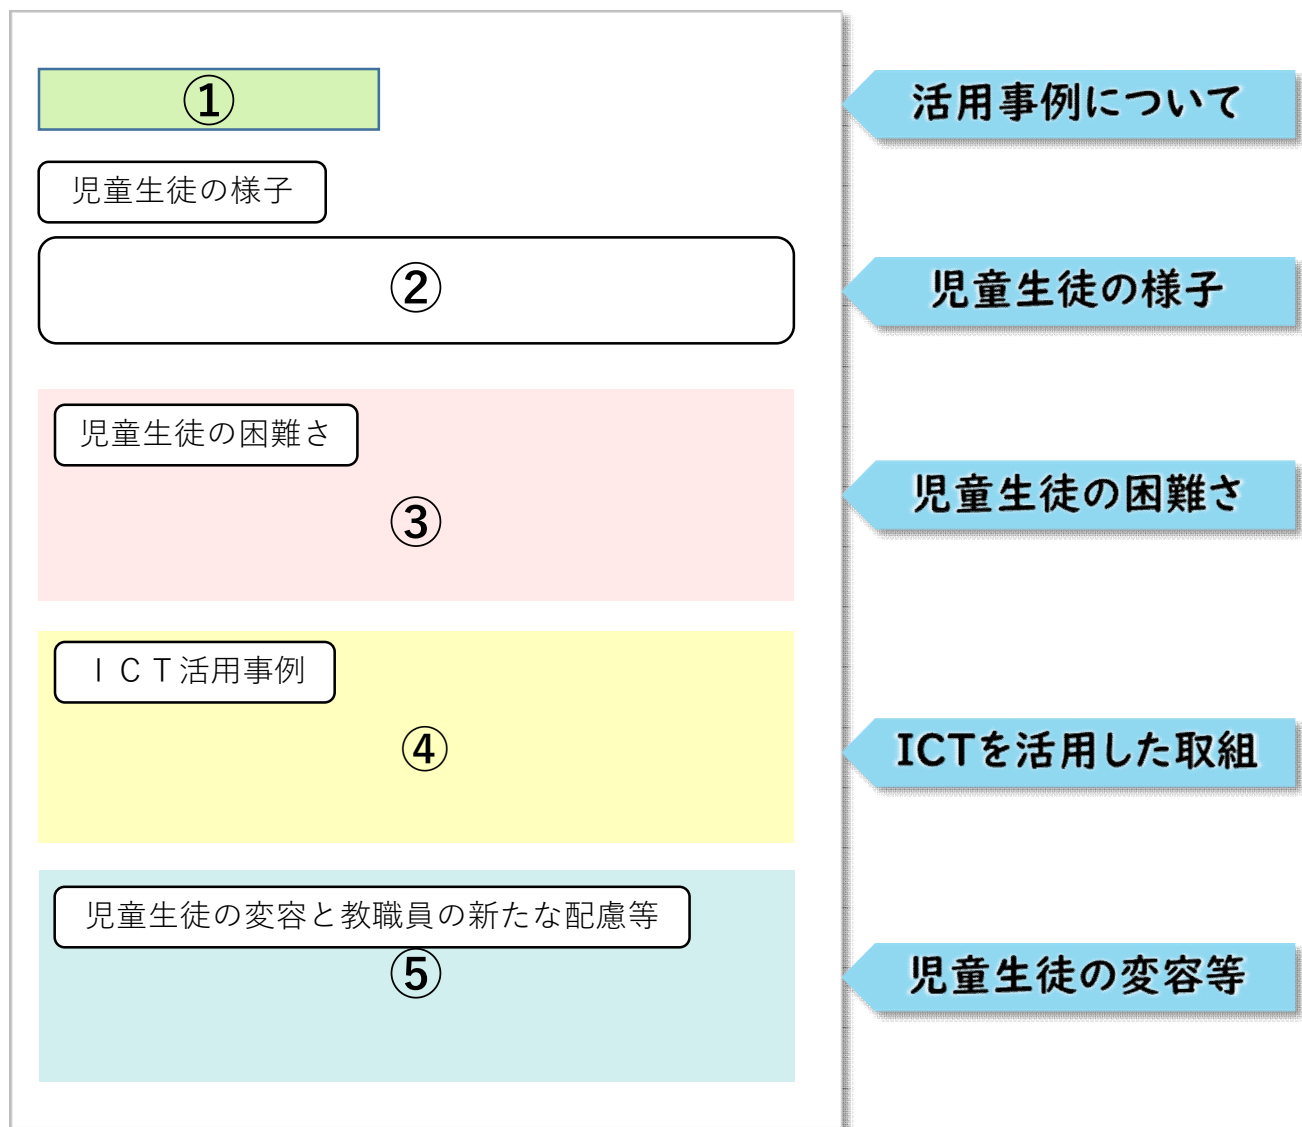 ①
活用事例について
児童生徒の様子
②
児童生徒の様子
児童生徒の困難さ
③
児童生徒の困難さ
ＩＣＴ活用事例
④
ICTを活用した取組
児童生徒の変容と教職員の新たな配慮等
⑤
児童生徒の変容等